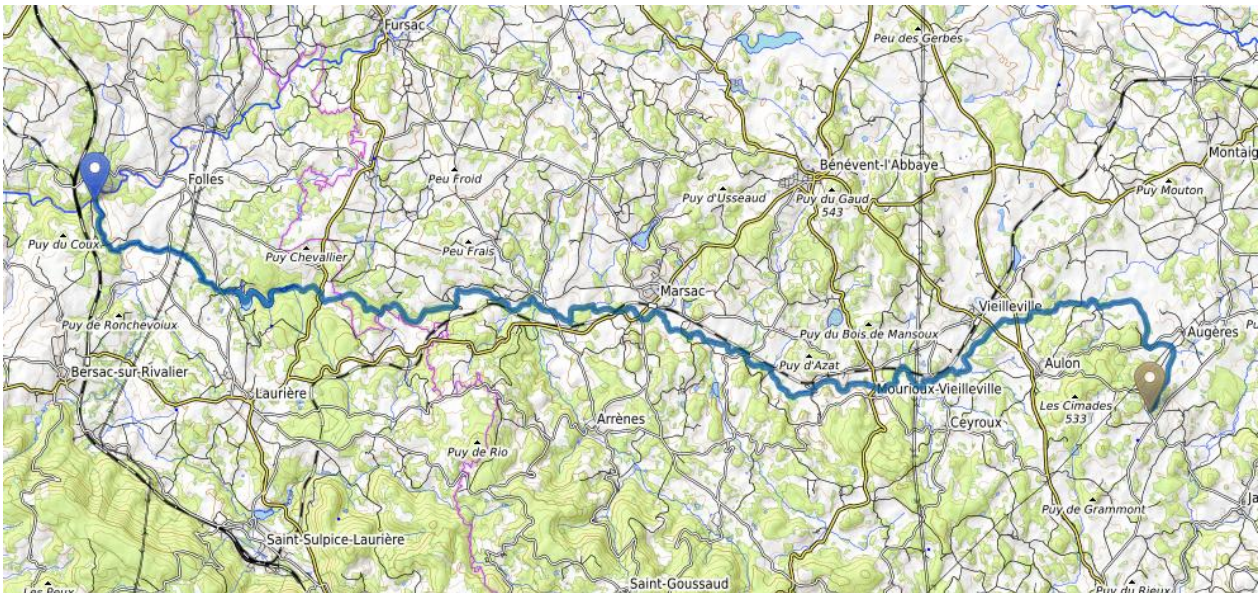 Fursac
Peu des Gerbes
Montaig
Bénévent-l'Abbaye
Folles
Peu Froid
Puy d'Usseaud
Puy du Gaud
543
Puy Mouton
Puy du Coux
Puy Chevallier
Peu Frais
Marsac
Vieilleville
Puy de Ronchevoiux
Puy du Bois de Mansoux
Augères
Puy d'Azat
Aulon
Bersac-sur-Rivalier
Laurière
Mourioux-Vieilleville
Les Cimades
533
Arrènes
Ceyroux
Puy de Rio
Puy de Grammont
Ja
Saint-Sulpice-Laurière
Saint-Goussaud
Puy du Rieux
Les Peux